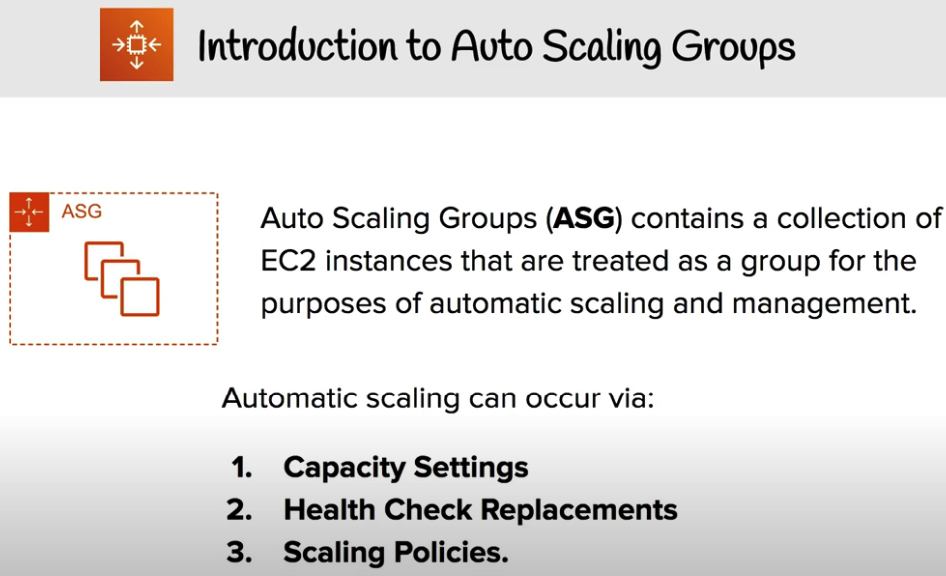 Introduction to Auto Scaling Groups
ASG
Auto Scaling Groups (ASG) contains a collection of
EC2 instances that are treated as a group for the
purposes of automatic scaling and management.
Automatic scaling can occur via:
1. Capacity Settings
2. Health Check Replacements
3. Scaling Policies.